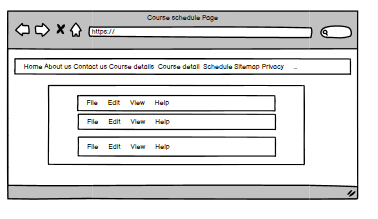 Course schedule Page
https://
Home About us Contact us Course details Course detail Schedule Sitemap Privacy ...
File Edit View Help
File Edit View Help
File Edit View Help